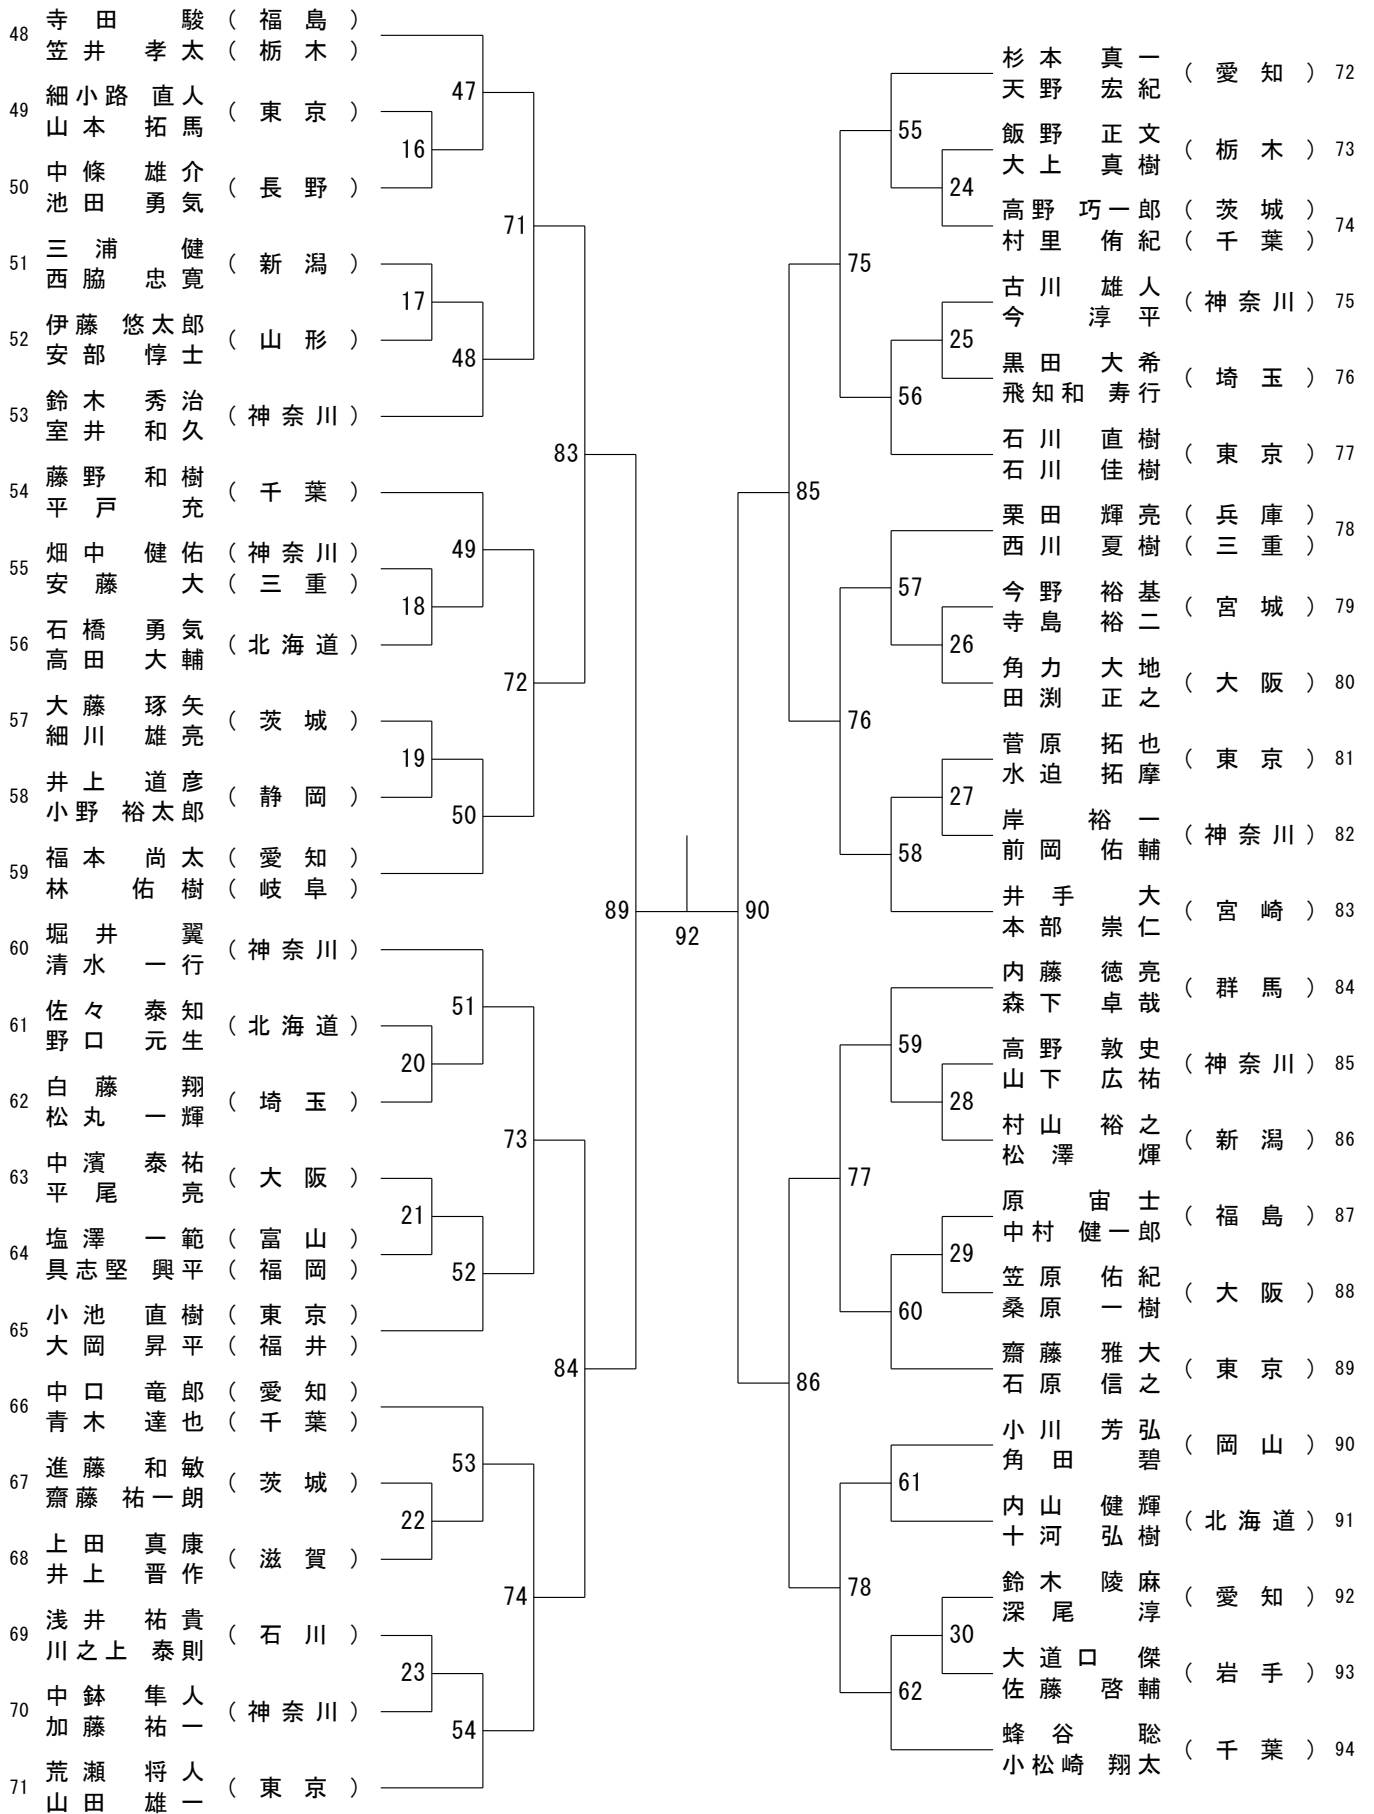 48 寺田 駿 (福島)
笠井 孝太 (栃木)
49 細小路 直人 (東京)
山本 拓馬
50 中條 雄介 (長野)
池田 勇気
51 三浦 健 (新潟)
西脇 忠寛
52 伊藤 悠太郎 (山形)
安部 惇士
53 鈴木 秀治 (神奈川)
室井 和久
54 藤野 和樹 (千葉)
平戸 充
55 畑中 健佑 (神奈川)
安藤 大 (三重)
56 石橋 勇気 (北海道)
高田 大輔
57 大藤 琢矢 (茨城)
細川 雄亮
58 井上 道彦 (静岡)
小野 裕太郎
59 福本 尚太 (愛知)
林 佑樹 (岐阜)
60 堀井 翼 (神奈川)
清水 一行
61 佐々 泰知 (北海道)
野口 元生
62 白藤 翔 (埼玉)
松丸 一輝
63 中濱 泰祐 (大阪)
平尾 亮
64 塩澤 一範 (富山)
具志堅 興平 (福岡)
65 小池 直樹 (東京)
大岡 昇平 (福井)
66 中口 竜郎 (愛知)
青木 達也 (千葉)
67 進藤 和敏 (茨城)
齋藤 祐一朗
68 上田 真康 (滋賀)
井上 晋作
69 浅井 祐貴 (石川)
川之上 泰則
70 中鉢 隼人 (神奈川)
加藤 祐一
71 荒瀬 将人 (東京)
山田 雄一
47
16
71
17
48
83
49
18
72
19
50
89
51
20
73
21
52
84
53
22
74
23
54
92
90
55
24
75
25
56
85
57
26
76
27
58
59
28
77
29
60
86
61
78
30
62
杉本 真一 (愛知) 72
天野 宏紀
飯野 正文 (栃木) 73
大上 真樹
高野 巧一郎 (茨城) 74
村里 侑紀 (千葉)
古川 雄人 (神奈川) 75
今 淳平
黒田 大希 (埼玉) 76
飛知和 寿行
石川 直樹 (東京) 77
石川 佳樹
栗田 輝亮 (兵庫) 78
西川 夏樹 (三重)
今野 裕基 (宮城) 79
寺島 裕二
角力 大地 (大阪) 80
田渕 正之
菅原 拓也 (東京) 81
水迫 拓摩
岸 裕一 (神奈川) 82
前岡 佑輔
井手 大 (宮崎) 83
本部 崇仁
内藤 徳亮 (群馬) 84
森下 卓哉
高野 敦史 (神奈川) 85
山下 広祐
村山 裕之 (新潟) 86
松澤 煇
原 宙士 (福島) 87
中村 健一郎
笠原 佑紀 (大阪) 88
桑原 一樹
齋藤 雅大 (東京) 89
石原 信之
小川 芳弘 (岡山) 90
角田 碧
内山 健輝 (北海道) 91
十河 弘樹
鈴木 陵麻 (愛知) 92
深尾 淳
大道口 傑 (岩手) 93
佐藤 啓輔
蜂谷 聡 (千葉) 94
小松崎 翔太